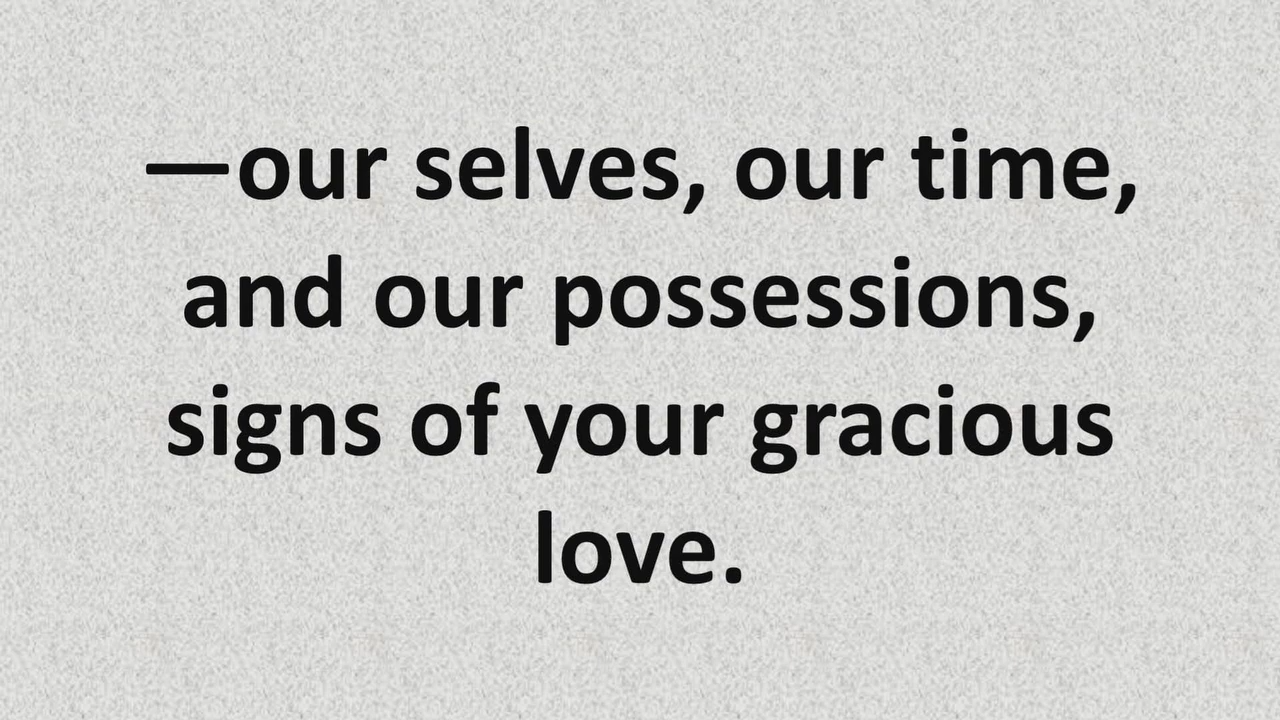 —our selves, our time,
and our possessions,
signs of your gracious
love.